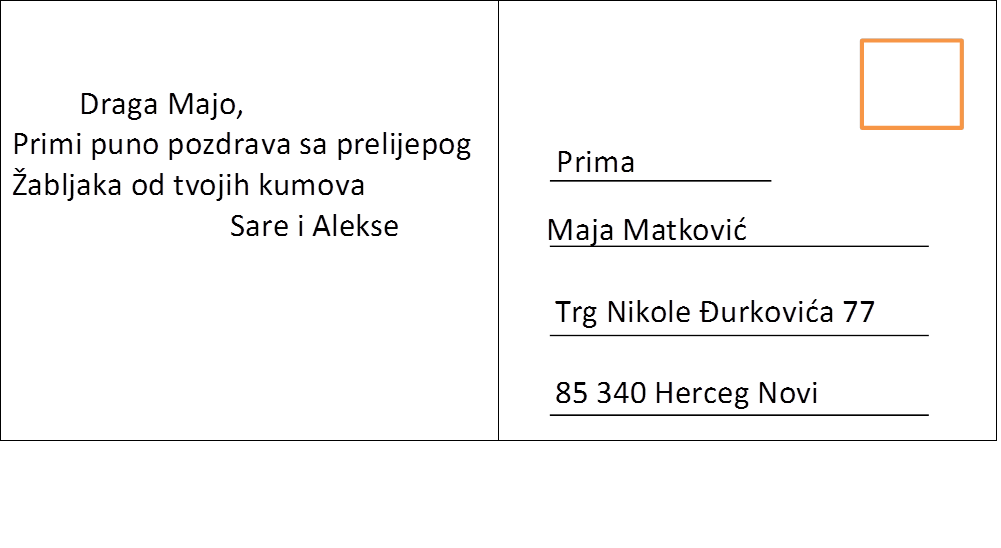 Draga Majo,
Primi puno pozdrava sa prelijepog
Žabljaka od tvojih kumova
Sare i Alekse
Prima
Maja Matković
Trg Nikole Đurkovića 77
85 340 Herceg Novi